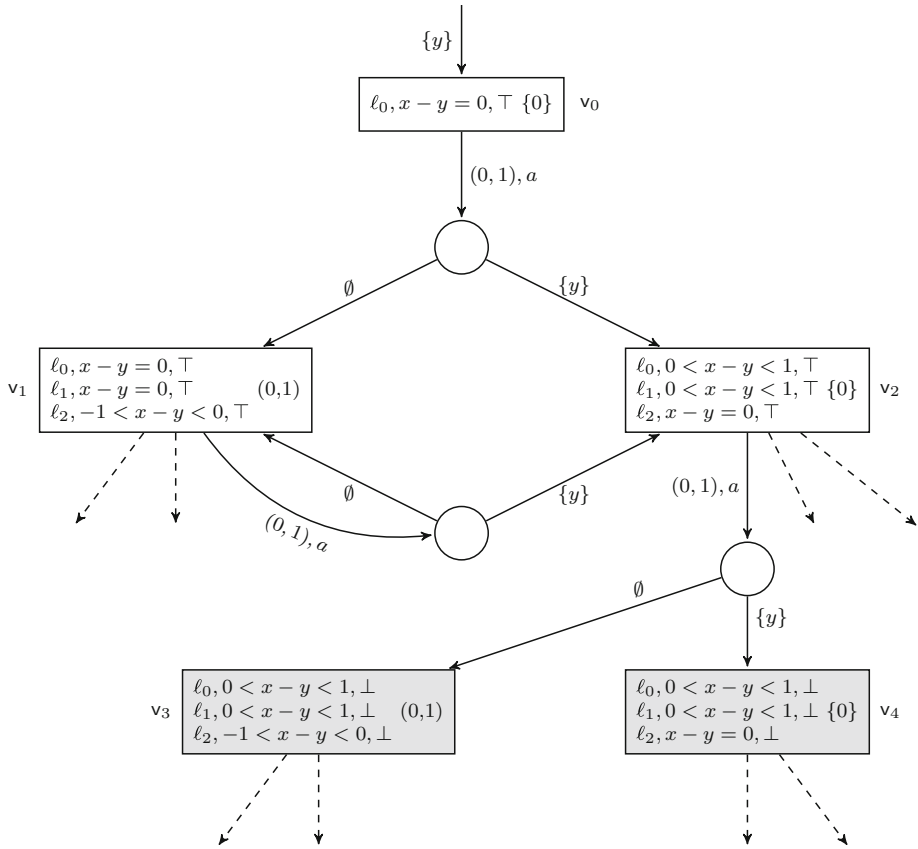 {y}
ℓ₀, x − y = 0, ⊤ {0}
v₀
(0, 1), a
∅
{y}
v₁
ℓ₀, x − y = 0, ⊤
ℓ₁, x − y = 0, ⊤ (0,1)
ℓ₂, −1 < x − y < 0, ⊤
ℓ₀, 0 < x − y < 1, ⊤
ℓ₁, 0 < x − y < 1, ⊤ {0}
ℓ₂, x − y = 0, ⊤
v₂
∅
{y}
(0, 1), a
(0, 1), a
∅
{y}
v₃
ℓ₀, 0 < x − y < 1, ⊥
ℓ₁, 0 < x − y < 1, ⊥ (0,1)
ℓ₂, −1 < x − y < 0, ⊥
ℓ₀, 0 < x − y < 1, ⊥
ℓ₁, 0 < x − y < 1, ⊥ {0}
ℓ₂, x − y = 0, ⊥
v₄